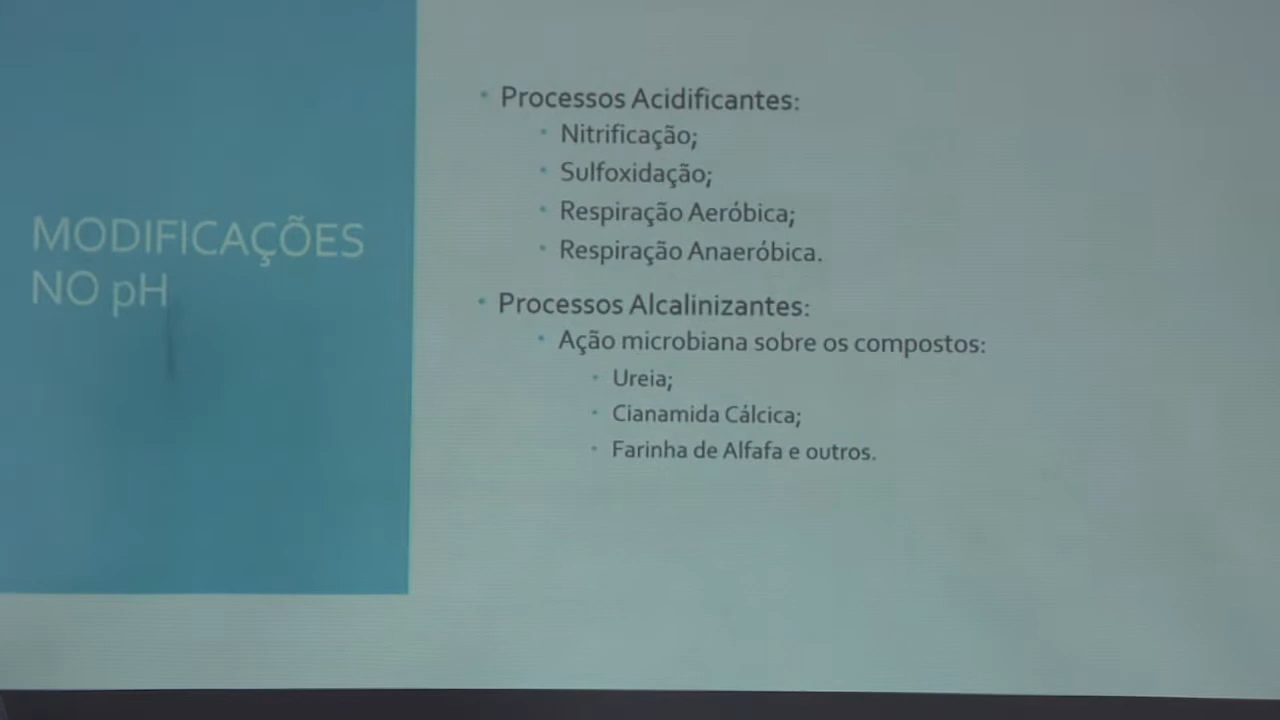 MODIFICAÇÕES
NO pH
• Processos Acidificantes:
• Nitrificação;
• Sulfoxidação;
• Respiração Aeróbica;
• Respiração Anaeróbica.
• Processos Alcalinizantes:
• Ação microbiana sobre os compostos:
• Ureia;
• Cianamida Cálcica;
• Farinha de Alfafa e outros.